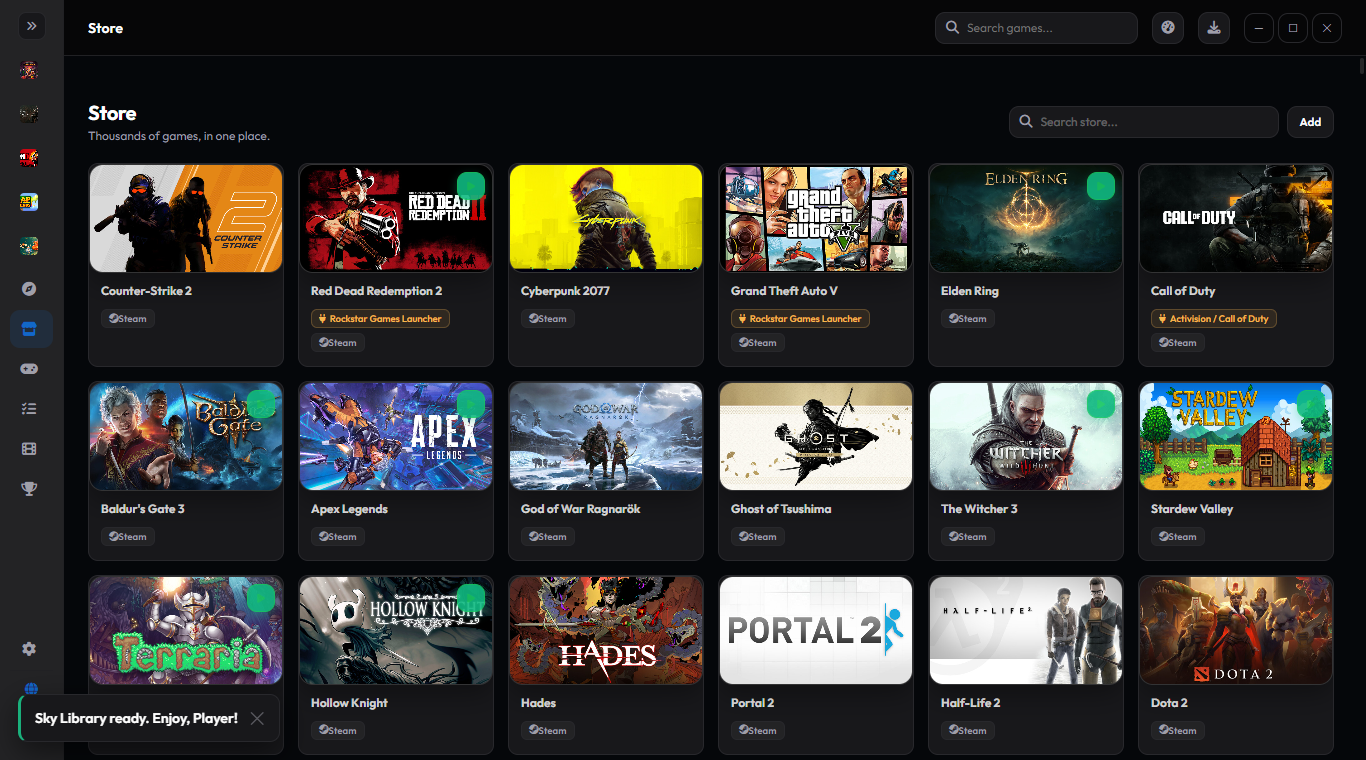 Store
Search games...
Store
Thousands of games, in one place.
Search store...
Add
2
COUNTER
STRIKE
RED DEAD
REDEMPTION II
Cyberpunk
grand
theft
auto
V
ELDEN RING
CALL OF DUTY
Counter-Strike 2
Red Dead Redemption 2
Cyberpunk 2077
Grand Theft Auto V
Elden Ring
Call of Duty
Steam
Rockstar Games Launcher
Steam
Steam
Rockstar Games Launcher
Steam
Steam
Activision / Call of Duty
Steam
Baldur's
Gate
APEX
LEGENDS
GOD OF WAR
RAGNARÖK
GHOST
THE
WITCHER
WILD HUNT
STARDEW
VALLEY
Baldur's Gate 3
Apex Legends
God of War Ragnarök
Ghost of Tsushima
The Witcher 3
Stardew Valley
Steam
Steam
Steam
Steam
Steam
Steam
Terraria
HOLLOW KNIGHT
HADES
PORTAL 2
HALF-LIFE²
DOTA 2
Hollow Knight
Hades
Portal 2
Half-Life 2
Dota 2
Steam
Steam
Steam
Steam
Steam
Sky Library ready. Enjoy, Player!